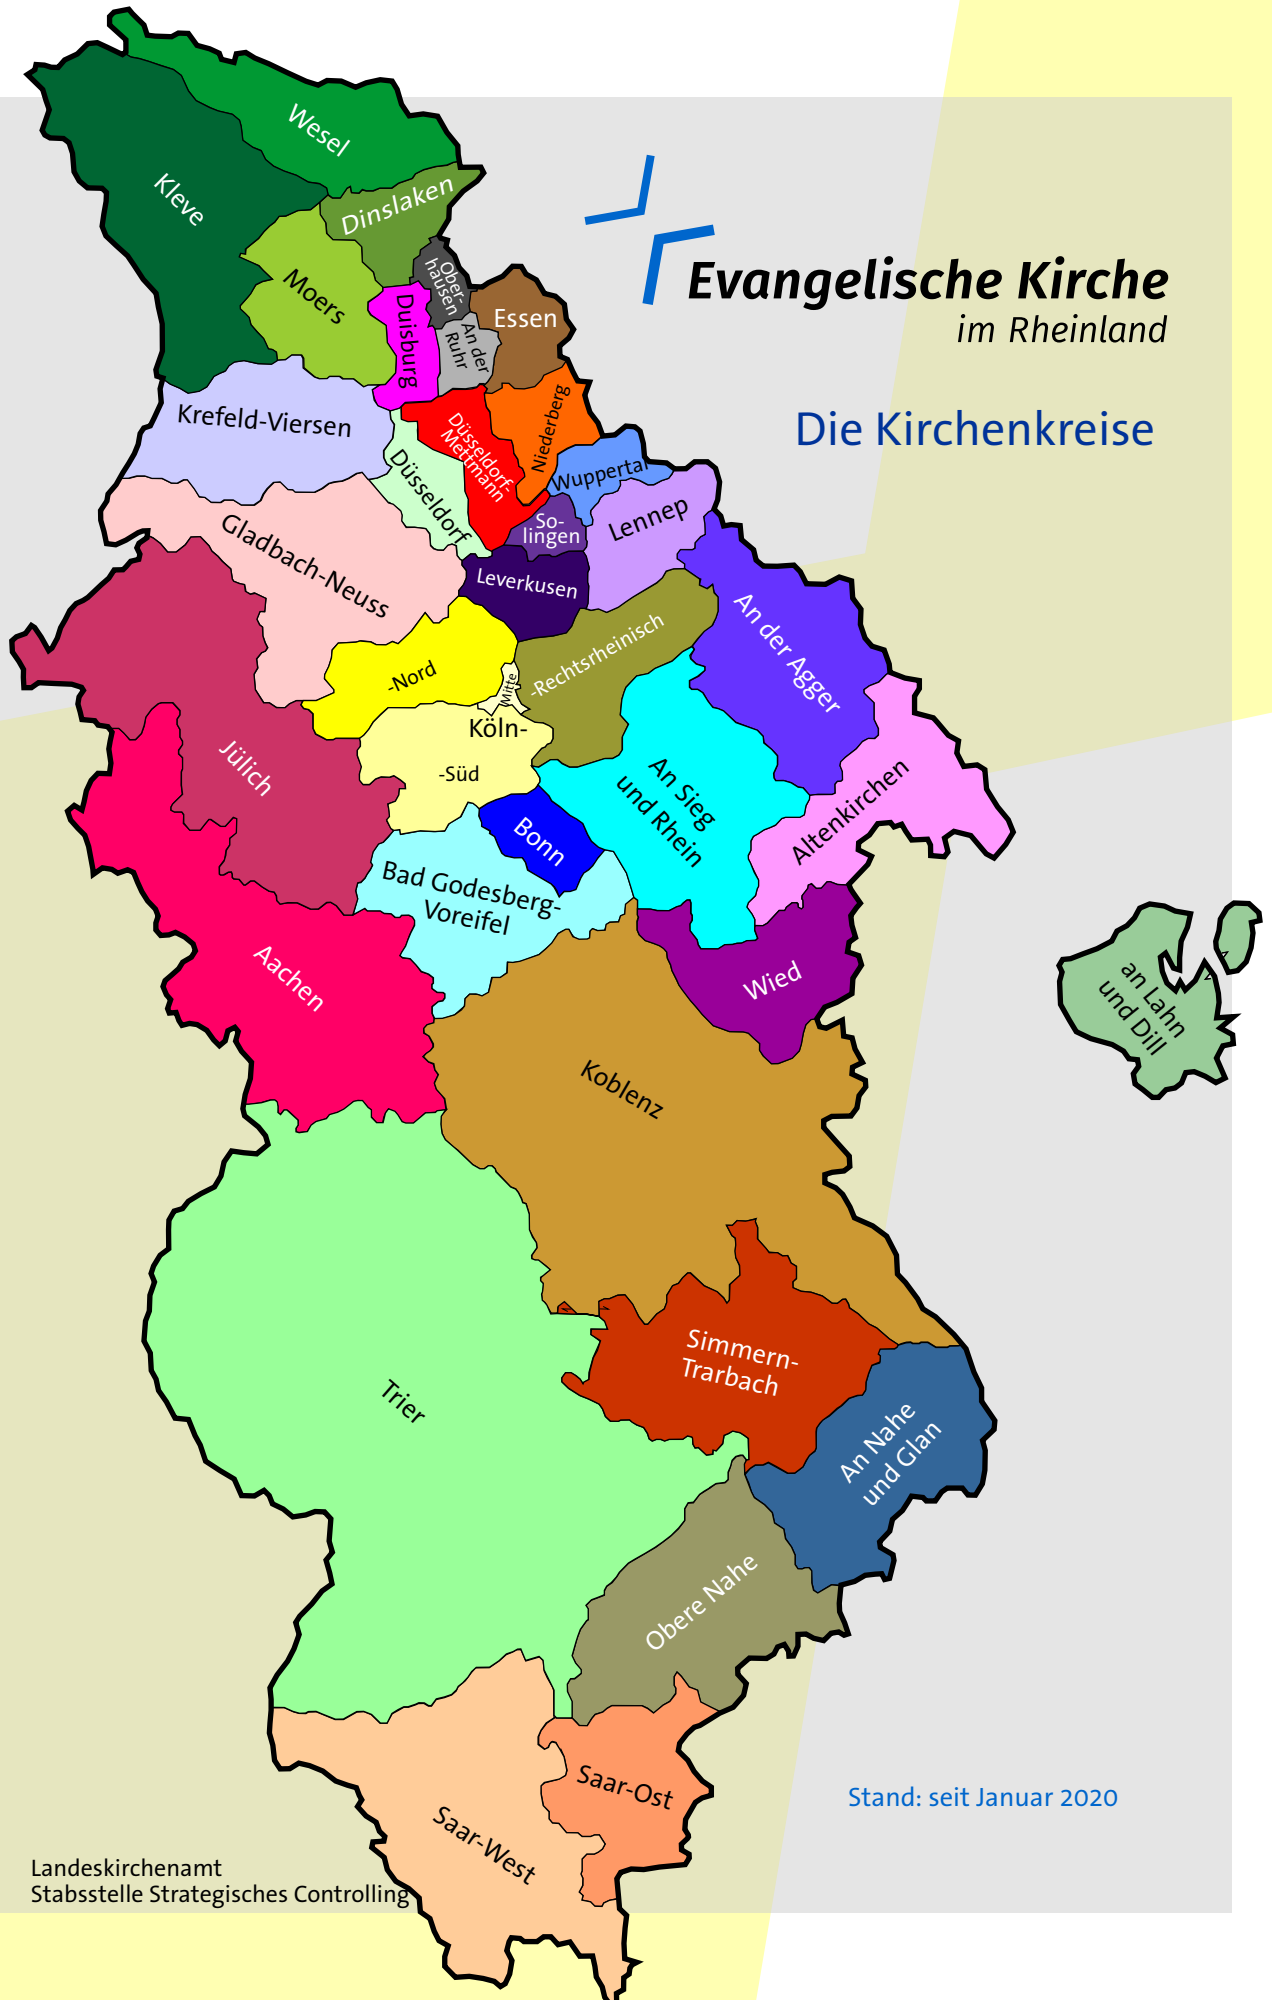 Wesel
Kleve
Dinslaken
Moers
Ober-
hausen
Duisburg
Essen
An der
Ruhr
Evangelische Kirche
im Rheinland
Die Kirchenkreise
Krefeld-Viersen
Düsseldorf-
Mettmann
Niederberg
Wuppertal
Düsseldorf
Lennep
So-
lingen
Gladbach-Neuss
Leverkusen
An der Agger
-Rechtsrheinisch
-Nord
Mitte
Köln-
-Süd
Jülich
An Sieg
und Rhein
Altenkirchen
Bonn
Bad Godesberg-
Voreifel
Aachen
Wied
an Lahn
und Dill
Koblenz
Simmern-
Trarbach
Trier
An Nahe
und Glan
Obere Nahe
Saar-Ost
Stand: seit Januar 2020
Saar-West
Landeskirchenamt
Stabsstelle Strategisches Controlling